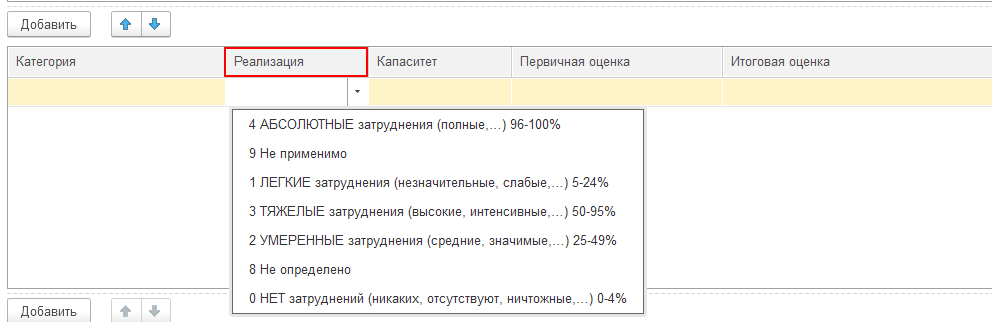 Добавить
Категория Реализация Капаситет Первичная оценка Итоговая оценка
4 АБСОЛЮТНЫЕ затруднения (полные,...) 96-100%
9 Не применимо
1 ЛЕГКИЕ затруднения (незначительные, слабые,...) 5-24%
3 ТЯЖЕЛЫЕ затруднения (высокие, интенсивные,...) 50-95%
2 УМЕРЕННЫЕ затруднения (средние, значимые,...) 25-49%
8 Не определено
0 НЕТ затруднений (никаких, отсутствуют, ничтожные,...) 0-4%
Добавить